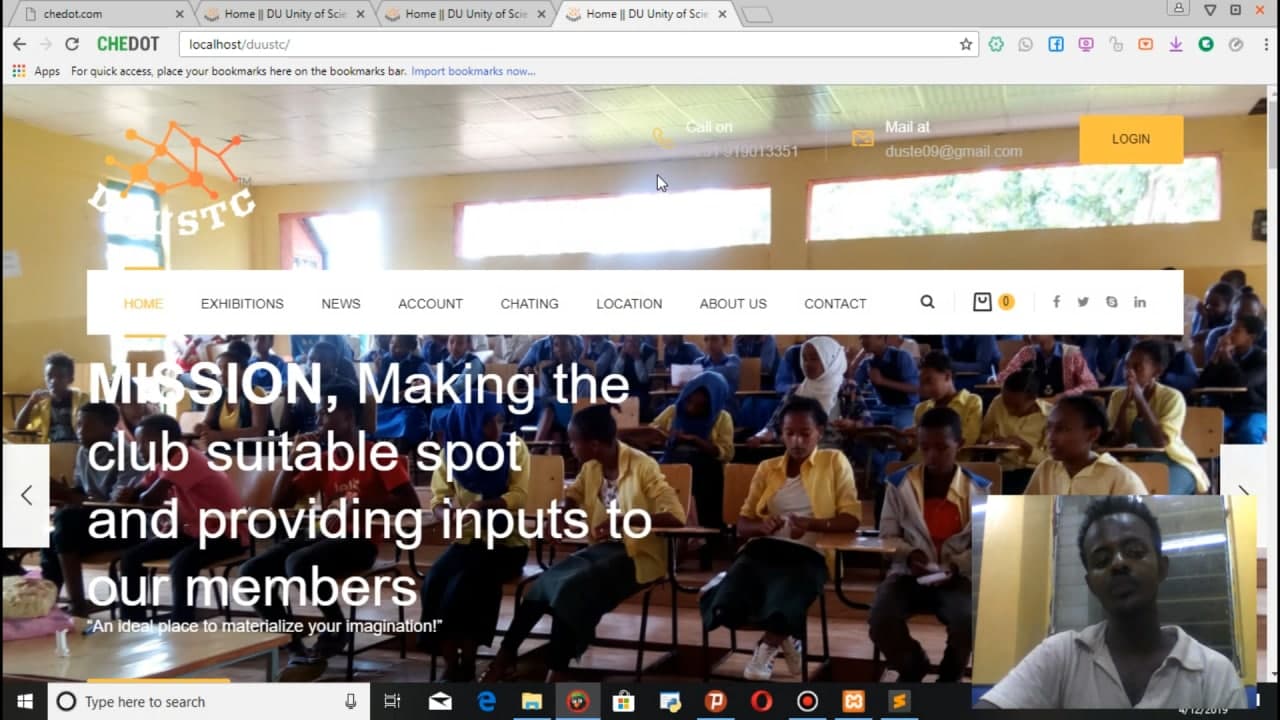 chedot.com
Home || DU Unity of Scie
Home || DU Unity of Scie
Home || DU Unity of Scie
CHEDOT
localhost/duustc/
Apps
For quick access, place your bookmarks here on the bookmarks bar. Import bookmarks now...
DUUSTC
TM
Call on
919013351
Mail at
duste09@gmail.com
LOGIN
HOME
EXHIBITIONS
NEWS
ACCOUNT
CHATING
LOCATION
ABOUT US
CONTACT
0
MISSION, Making the
club suitable spot
and providing inputs to
our members
"An ideal place to materialize your imagination!"
Type here to search
4/12/2019